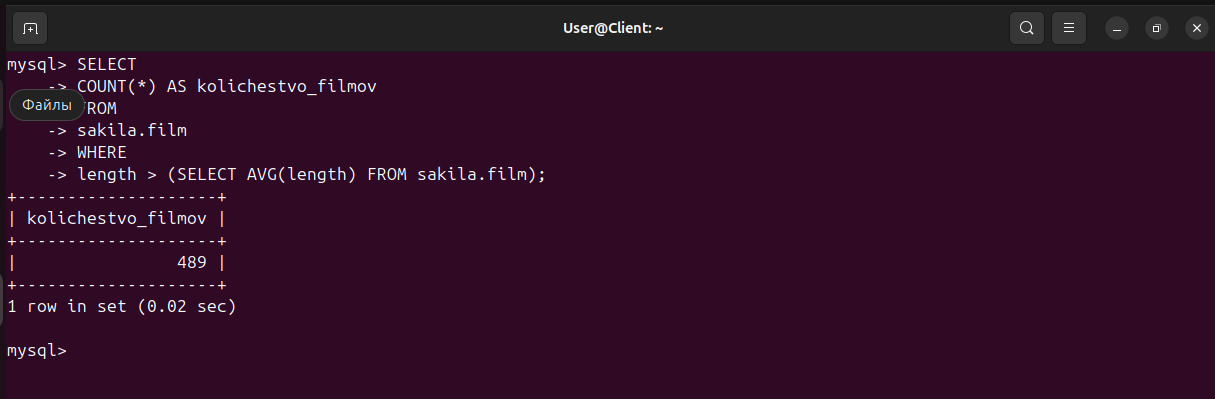 User@Client: ~
mysql> SELECT
    -> COUNT(*) AS kolichestvo_filmov
Файлы
FROM
    -> sakila.film
    -> WHERE
    -> length > (SELECT AVG(length) FROM sakila.film);
+--------------------+
| kolichestvo_filmov |
+--------------------+
|                489 |
+--------------------+
1 row in set (0.02 sec)
mysql>